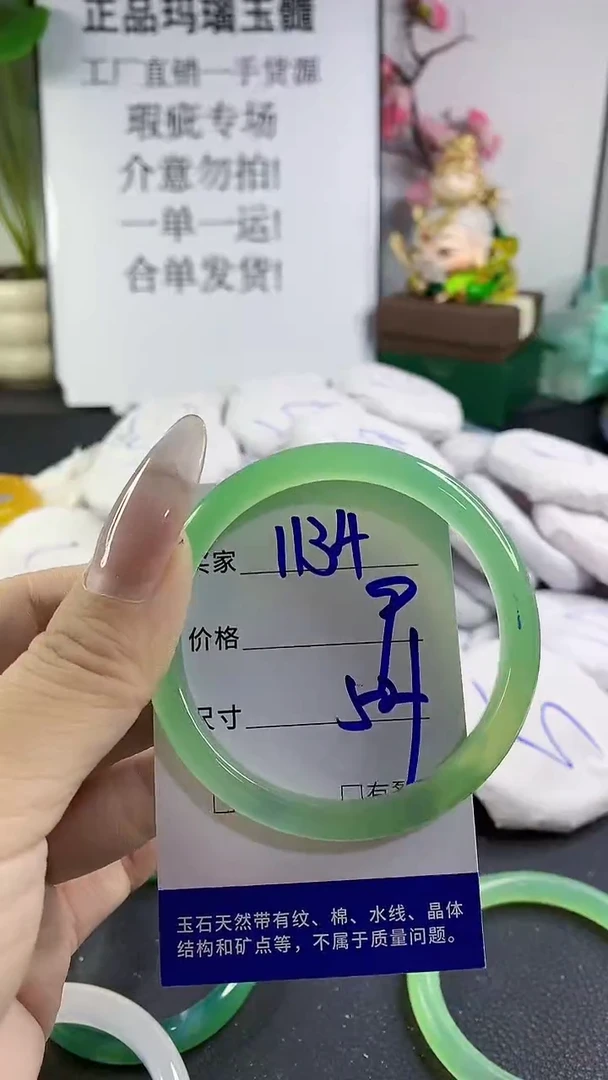 正品玛瑙玉髓
工厂直销一手货源
瑕疵专场
介意勿拍!
一单一运!
合单发货!
买家 1134
价格
尺寸 54
□有裂
玉石天然带有纹、棉、水线、晶体
结构和矿点等，不属于质量问题。